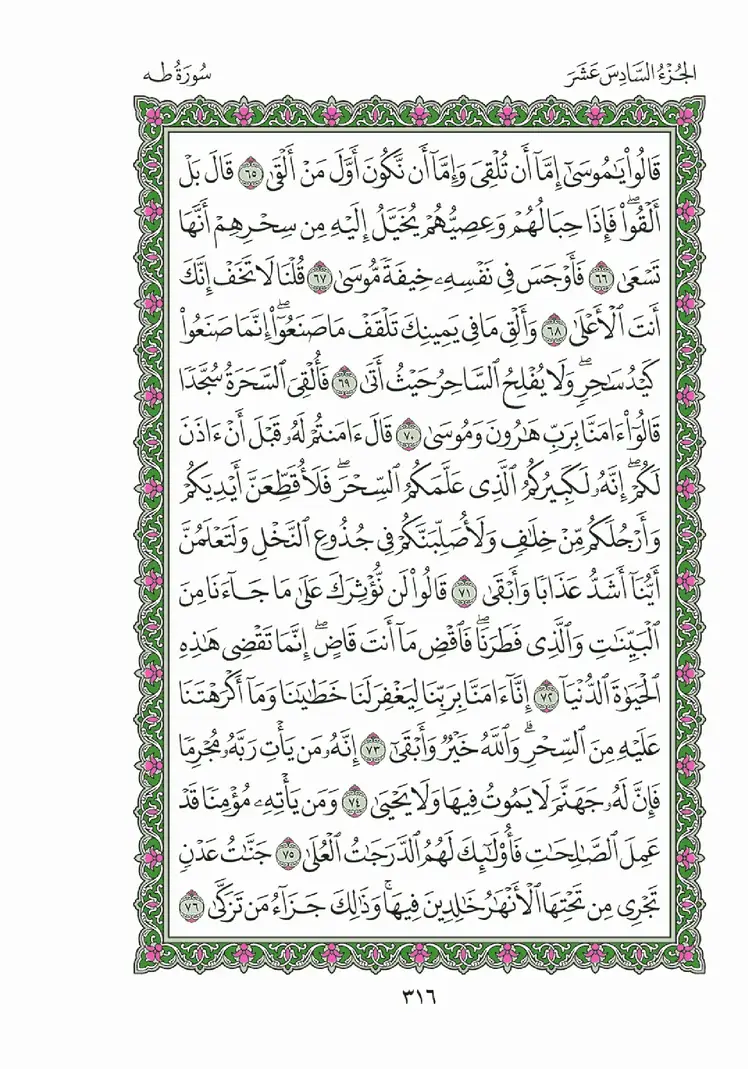 الجُزْءُ السَّادِسَ عَشَرَ
سُورَةُ طه
قَالُواْ يَٰمُوسَىٰٓ إِمَّآ أَن تُلْقِىَ وَإِمَّآ أَن نَّكُونَ أَوَّلَ مَنْ أَلْقَىٰ ٦٥ قَالَ بَلْ
أَلْقُواْۖ فَإِذَا حِبَالُهُمْ وَعِصِيُّهُمْ يُخَيَّلُ إِلَيْهِ مِن سِحْرِهِمْ أَنَّهَا
تَسْعَىٰ ٦٦ فَأَوْجَسَ فِى نَفْسِهِۦ خِيفَةً مُّوسَىٰ ٦٧ قُلْنَا لَا تَخَفْ إِنَّكَ
أَنتَ ٱلْأَعْلَىٰ ٦٨ وَأَلْقِ مَا فِى يَمِينِكَ تَلْقَفْ مَا صَنَعُوٓاْۖ إِنَّمَا صَنَعُواْ
كَيْدُ سَٰحِرٍۖ وَلَا يُفْلِحُ ٱلسَّاحِرُ حَيْثُ أَتَىٰ ٦٩ فَأُلْقِىَ ٱلسَّحَرَةُ سُجَّدًا
قَالُوٓاْ ءَامَنَّا بِرَبِّ هَٰرُونَ وَمُوسَىٰ ٧٠ قَالَ ءَامَنتُمْ لَهُۥ قَبْلَ أَنْ ءَاذَنَ
لَكُمْۖ إِنَّهُۥ لَكَبِيرُكُمُ ٱلَّذِى عَلَّمَكُمُ ٱلسِّحْرَۖ فَلَأُقَطِّعَنَّ أَيْدِيَكُمْ
وَأَرْجُلَكُم مِّنْ خِلَٰفٍ وَلَأُصَلِّبَنَّكُمْ فِى جُذُوعِ ٱلنَّخْلِ وَلَتَعْلَمُنَّ
أَيُّنَآ أَشَدُّ عَذَابًا وَأَبْقَىٰ ٧١ قَالُواْ لَن نُّؤْثِرَكَ عَلَىٰ مَا جَآءَنَا مِنَ
ٱلْبَيِّنَٰتِ وَٱلَّذِى فَطَرَنَاۖ فَٱقْضِ مَآ أَنتَ قَاضٍۖ إِنَّمَا تَقْضِى هَٰذِهِ
ٱلْحَيَوٰةَ ٱلدُّنْيَآ ٧٢ إِنَّآ ءَامَنَّا بِرَبِّنَا لِيَغْفِرَ لَنَا خَطَٰيَٰنَا وَمَآ أَكْرَهْتَنَا
عَلَيْهِ مِنَ ٱلسِّحْرِۗ وَٱللَّهُ خَيْرٌ وَأَبْقَىٰٓ ٧٣ إِنَّهُۥ مَن يَأْتِ رَبَّهُۥ مُجْرِمًا
فَإِنَّ لَهُۥ جَهَنَّمَ لَا يَمُوتُ فِيهَا وَلَا يَحْيَىٰ ٧٤ وَمَن يَأْتِهِۦ مُؤْمِنًا قَدْ
عَمِلَ ٱلصَّٰلِحَٰتِ فَأُوْلَٰٓئِكَ لَهُمُ ٱلدَّرَجَٰتُ ٱلْعُلَىٰ ٧٥ جَنَّٰتُ عَدْنٍ
تَجْرِى مِن تَحْتِهَا ٱلْأَنْهَٰرُ خَٰلِدِينَ فِيهَاۚ وَذَٰلِكَ جَزَآءُ مَن تَزَكَّىٰ ٧٦
٣١٦